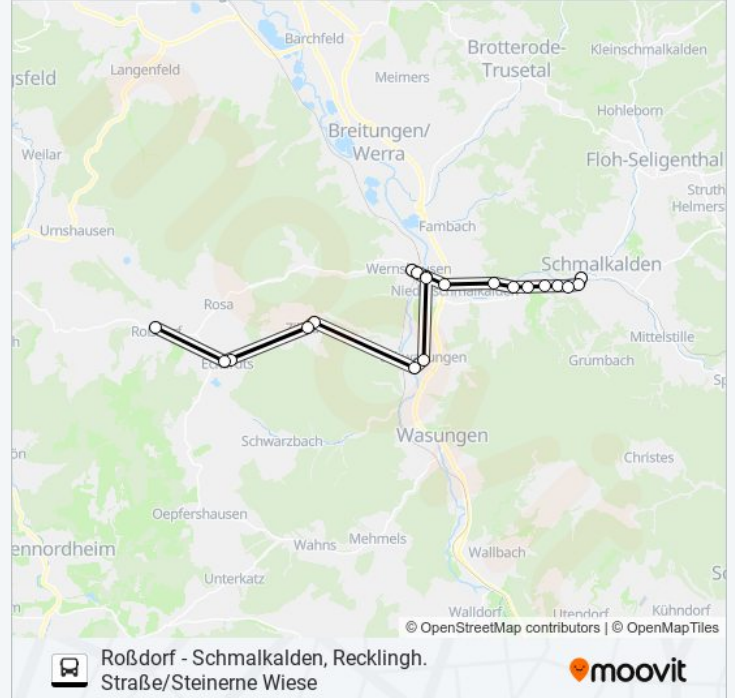 Barchfeld
Brotterode-
Trusetal
Kleinschmalkalden
Langenfeld
Meimers
Hohleborn
Breitungen/
Werra
Floh-Seligenthal
Weilar
Struth
Helmers
Urnshausen
Fambach
Schmalkalden
Rosa
Mittelstille
Grumbach
Schwarzbach
Wasungen
Christes
Oepfershausen
ennordheim
Wahns
Mehmels
Wallbach
Unterkatz
Walldorf
Utendorf
Kühndorf
© OpenStreetMap contributors | © OpenMapTiles
Roßdorf - Schmalkalden, Recklingh.
Straße/Steinerne Wiese
moovit